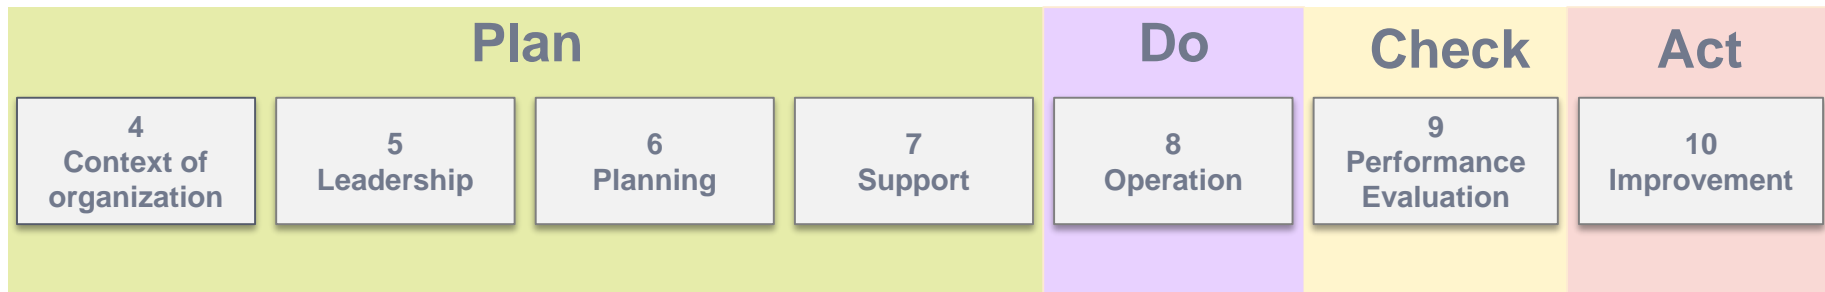 Plan
Do
Check
Act
4
Context of
organization
5
Leadership
6
Planning
7
Support
8
Operation
9
Performance
Evaluation
10
Improvement